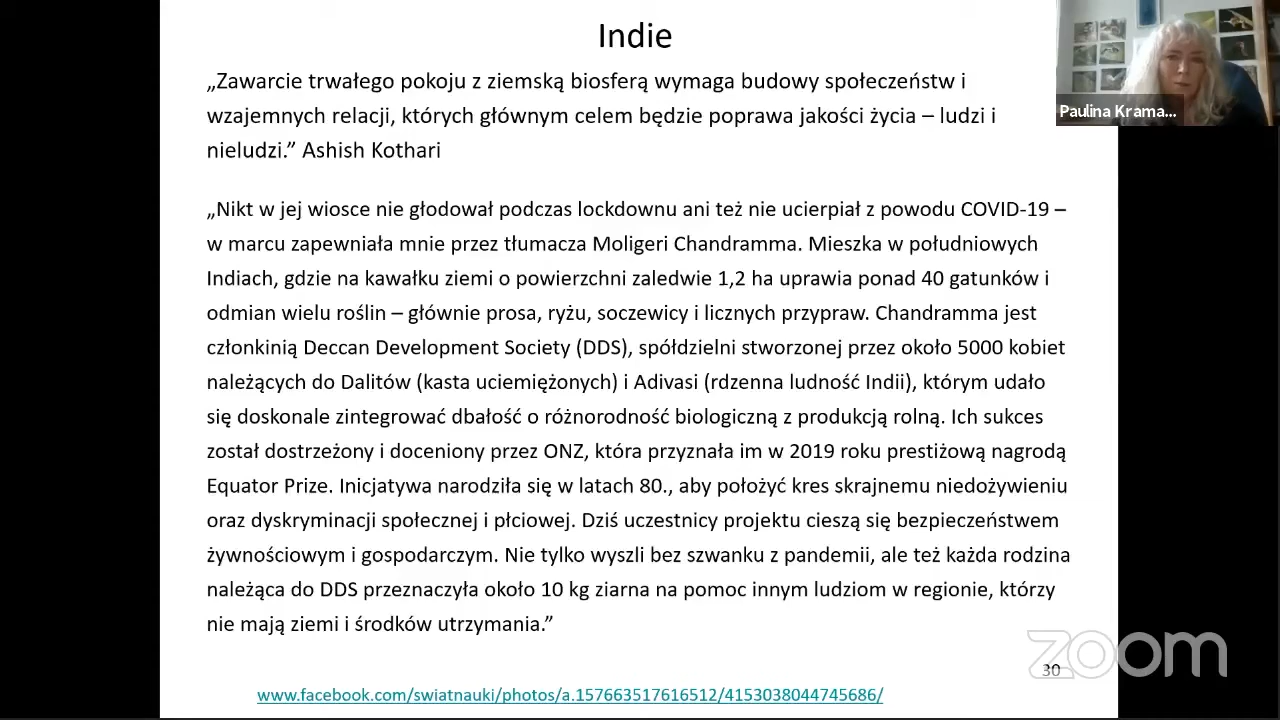 Indie
„Zawarcie trwałego pokoju z ziemską biosferą wymaga budowy społeczeństw i
wzajemnych relacji, których głównym celem będzie poprawa jakości życia – ludzi i
nieludzi.” Ashish Kothari
Paulina Krama...
„Nikt w jej wiosce nie głodował podczas lockdownu ani też nie ucierpiał z powodu COVID-19 –
w marcu zapewniała mnie przez tłumacza Moligeri Chandramma. Mieszka w południowych
Indiach, gdzie na kawałku ziemi o powierzchni zaledwie 1,2 ha uprawia ponad 40 gatunków i
odmian wielu roślin – głównie prosa, ryżu, soczewicy i licznych przypraw. Chandramma jest
członkinią Deccan Development Society (DDS), spółdzielni stworzonej przez około 5000 kobiet
należących do Dalitów (kasta uciemiężonych) i Adivasi (rdzenna ludność Indii), którym udało
się doskonale zintegrować dbałość o różnorodność biologiczną z produkcją rolną. Ich sukces
został dostrzeżony i doceniony przez ONZ, która przyznała im w 2019 roku prestiżową nagrodą
Equator Prize. Inicjatywa narodziła się w latach 80., aby położyć kres skrajnemu niedożywieniu
oraz dyskryminacji społecznej i płciowej. Dziś uczestnicy projektu cieszą się bezpieczeństwem
żywnościowym i gospodarczym. Nie tylko wyszli bez szwanku z pandemii, ale też każda rodzina
należąca do DDS przeznaczyła około 10 kg ziarna na pomoc innym ludziom w regionie, którzy
nie mają ziemi i środków utrzymania.”
zoom
30
www.facebook.com/swiatnauki/photos/a.157663517616512/4153038044745686/